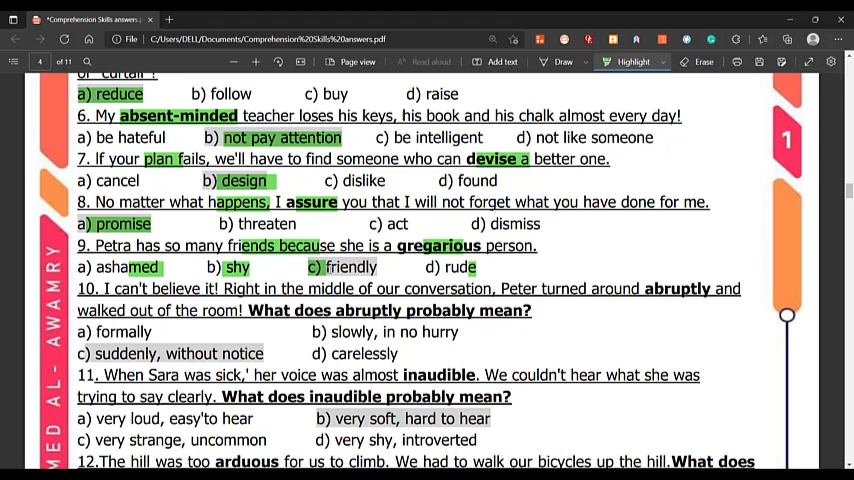 *Comprehension Skills answers.p
File
C:/Users/DELL/Documents/Comprehension%20Skills%20answers.pdf
4 of 11
Page view
Read aloud
Add text
Draw
Highlight
Erase
of "curtail"?
a) reduce b) follow c) buy d) raise
6. My absent-minded teacher loses his keys, his book and his chalk almost every day!
a) be hateful b) not pay attention c) be intelligent d) not like someone
7. If your plan fails, we'll have to find someone who can devise a better one.
a) cancel b) design c) dislike d) found
8. No matter what happens, I assure you that I will not forget what you have done for me.
a) promise b) threaten c) act d) dismiss
9. Petra has so many friends because she is a gregarious person.
a) ashamed b) shy c) friendly d) rude
10. I can't believe it! Right in the middle of our conversation, Peter turned around abruptly and
walked out of the room! What does abruptly probably mean?
a) formally b) slowly, in no hurry
c) suddenly, without notice d) carelessly
11. When Sara was sick,' her voice was almost inaudible. We couldn't hear what she was
trying to say clearly. What does inaudible probably mean?
a) very loud, easy'to hear b) very soft, hard to hear
c) very strange, uncommon d) very shy, introverted
12.The hill was too arduous for us to climb. We had to walk our bicycles up the hill.What does
1
MED AL- AWAMRY